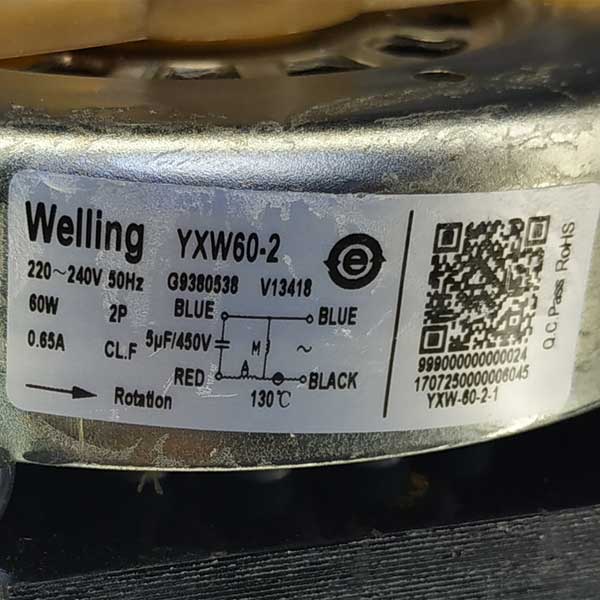 Welling YXW60-2
220~240V 50Hz G9380538 V13418
60W 2P BLUE BLUE
0.65A CL.F 5μF/450V M ~
A
RED BLACK
Rotation 130℃
999000000000024
1707250000006045
YXW-60-2-1
Q.C Pass RoHS